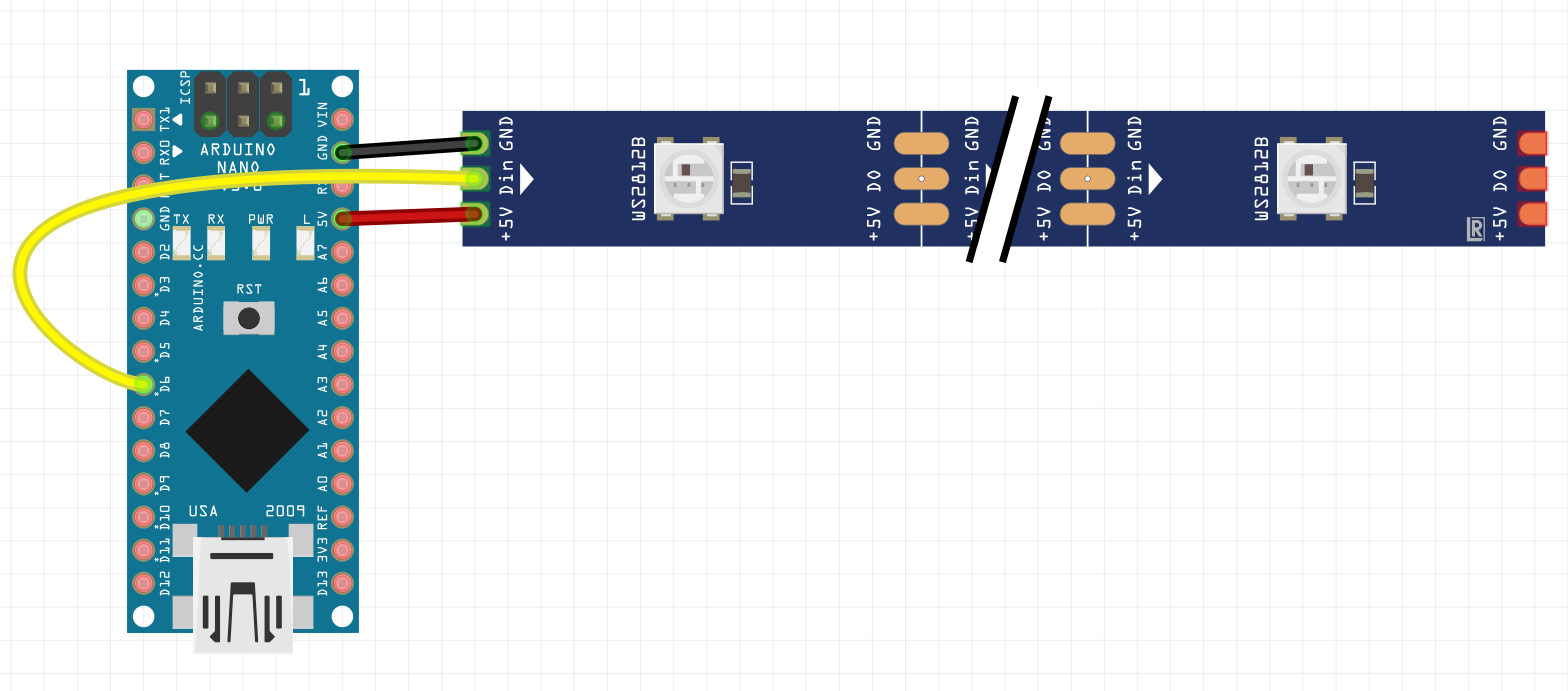 ICSP
1
TX1
RX0
GND
D2
*D3
D4
*D5
*D6
D7
D8
*D9
*D10
*D11
D12
VIN
GND
5V
A7
A6
A5
A4
A3
A2
A1
A0
REF
3V3
D13
ARDUINO
NANO
TX
RX
PWR
L
ARDUINO.CC
RST
USA
2009
GND
Din
+5V
WS2812B
GND
DO
+5V
GND
Din
+5V
GND
DO
+5V
GND
Din
+5V
WS2812B
GND
DO
+5V
R